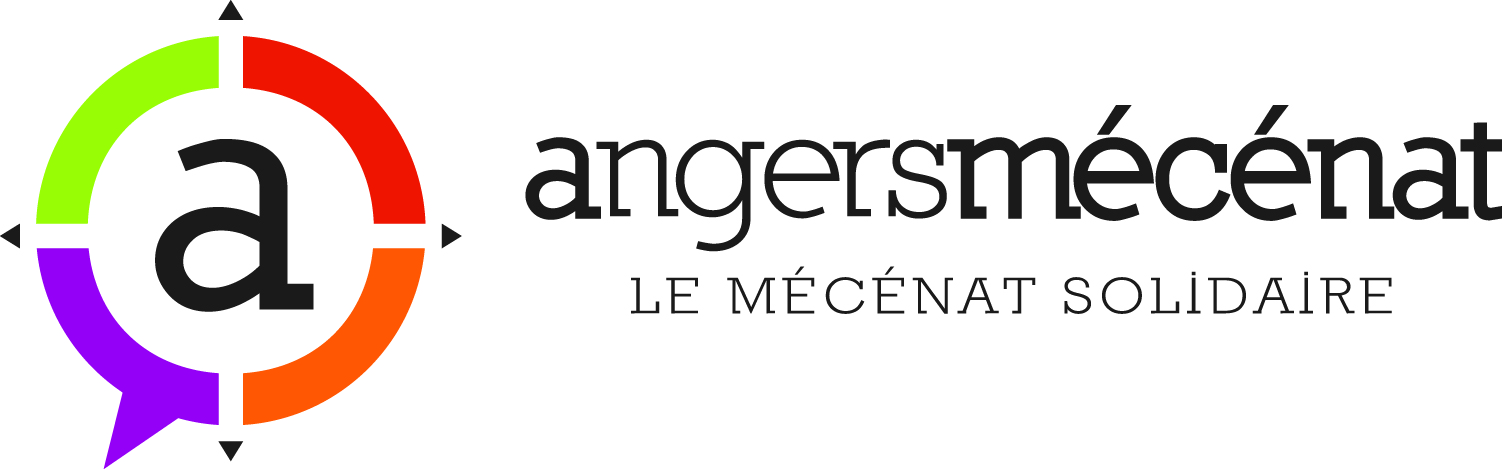 a
angersmécénat
LE MÉCÉNAT SOLiDAiRE